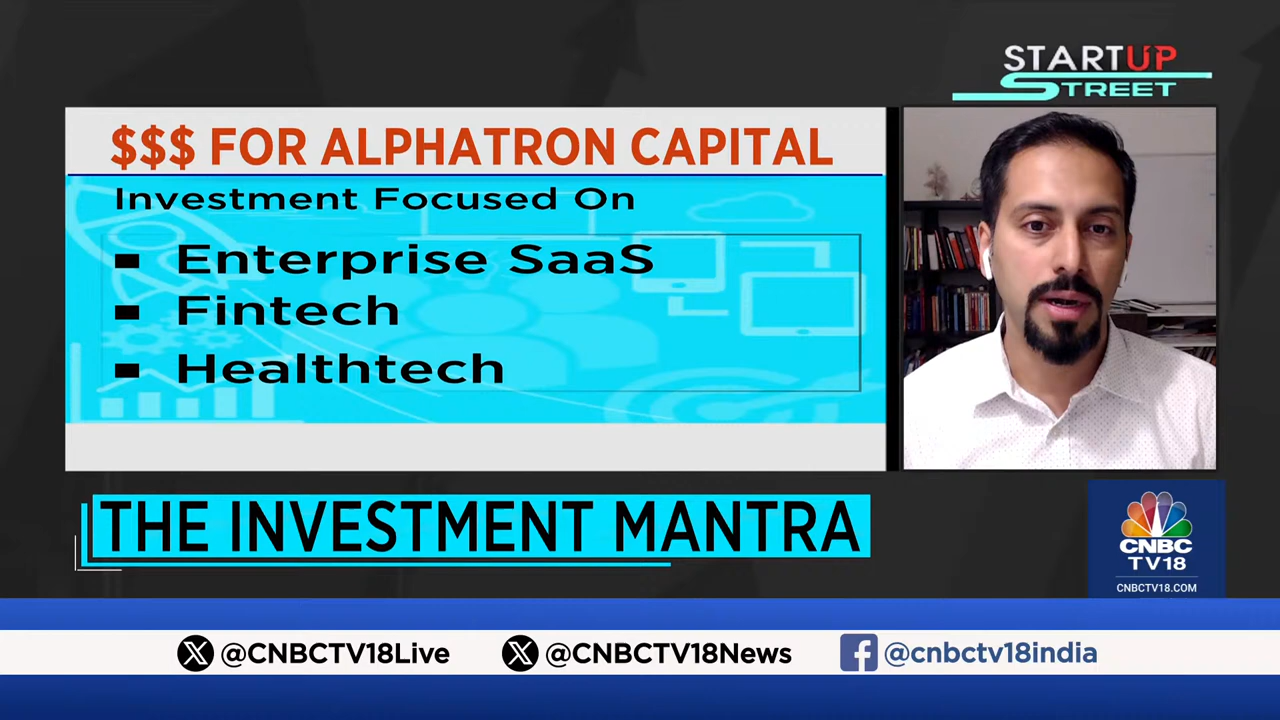 STARTUP
STREET
$$$ FOR ALPHATRON CAPITAL
Investment Focused On
Enterprise SaaS
Fintech
Healthtech
THE INVESTMENT MANTRA
CNBC
TV18
CNBCTV18.COM
@CNBCTV18Live
@CNBCTV18News
@cnbctv18india